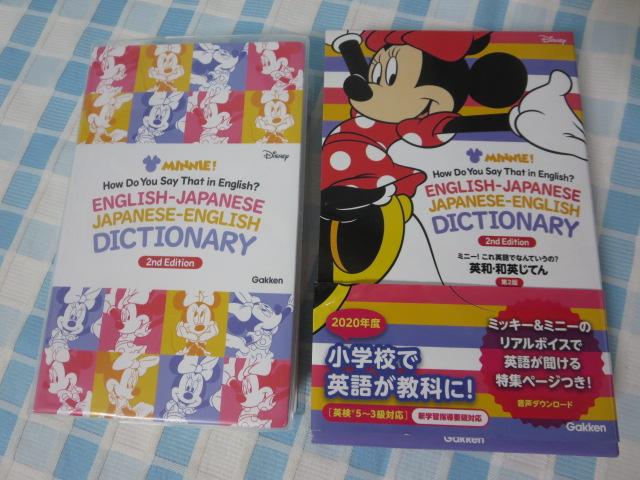 MINNIE!
Disney
How Do You Say That in English?
ENGLISH-JAPANESE
JAPANESE-ENGLISH
DICTIONARY
2nd Edition
Gakken
Disney
MINNIE!
How Do You Say That in English?
ENGLISH-JAPANESE
JAPANESE-ENGLISH
DICTIONARY
2nd Edition
ミニー!これ英語でなんていうの?
英和・和英じてん
第2版
2020年度
小学校で
英語が教科に!
[英検®5~3級対応]
新学習指導要領対応
ミッキー&ミニーの
リアルボイスで
英語が聞ける
特集ページつき!
音声ダウンロード
Gakken
Gakken